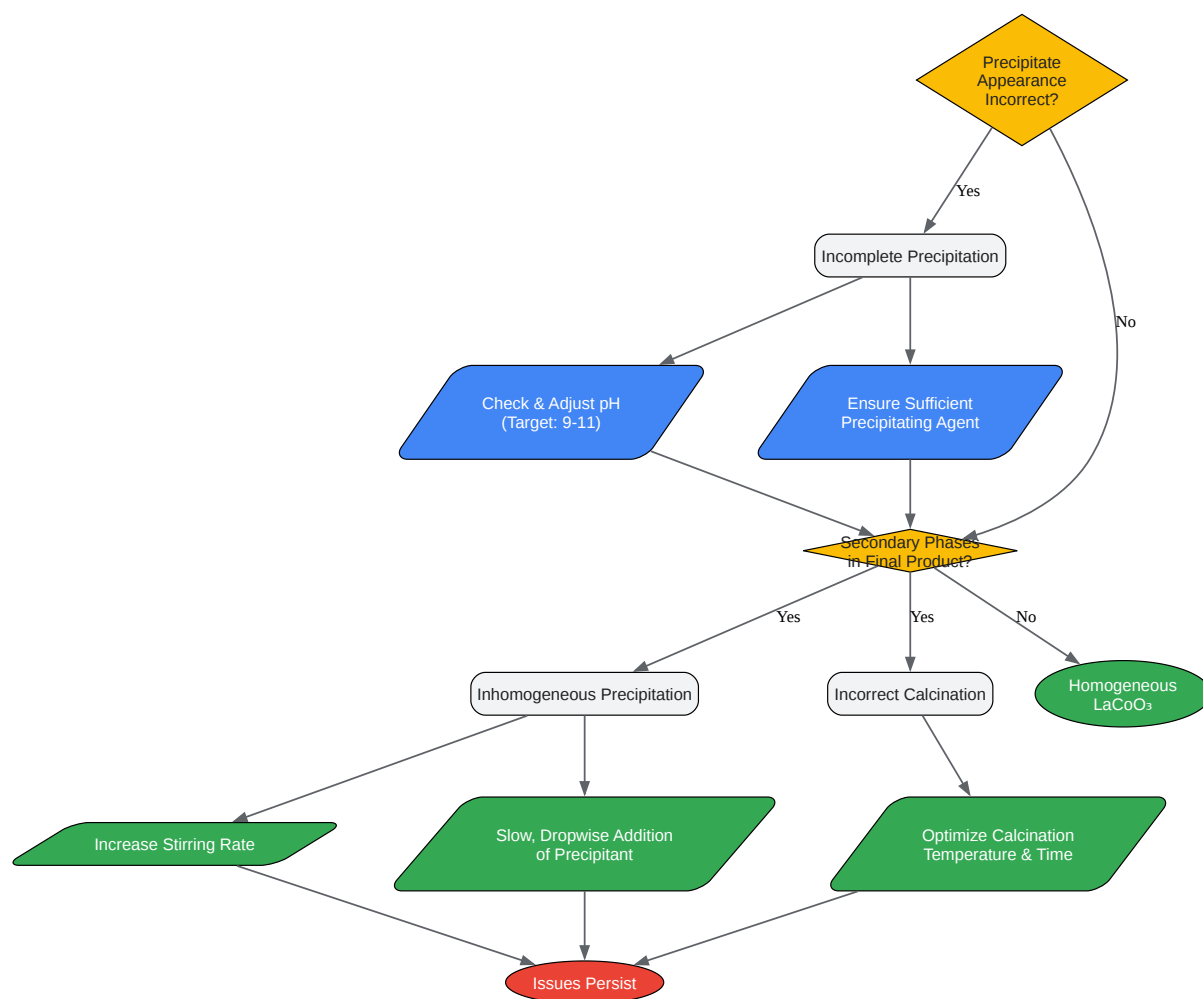 Precipitate
Appearance
Incorrect?
Yes
Incomplete Precipitation
No
Check & Adjust pH
(Target: 9-11)
Ensure Sufficient
Precipitating Agent
Secondary Phases
in Final Product?
Yes
Yes
No
Inhomogeneous Precipitation
Incorrect Calcination
Homogeneous
LaCoO₃
Increase Stirring Rate
Slow, Dropwise Addition
of Precipitant
Optimize Calcination
Temperature & Time
Issues Persist